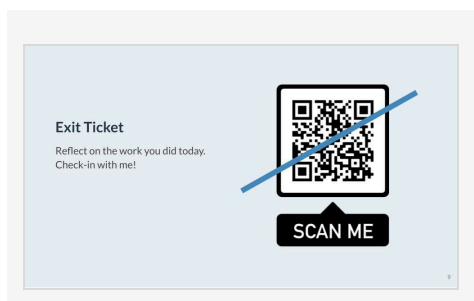 Exit Ticket
Reflect on the work you did today.
Check-in with me!
SCAN ME
9